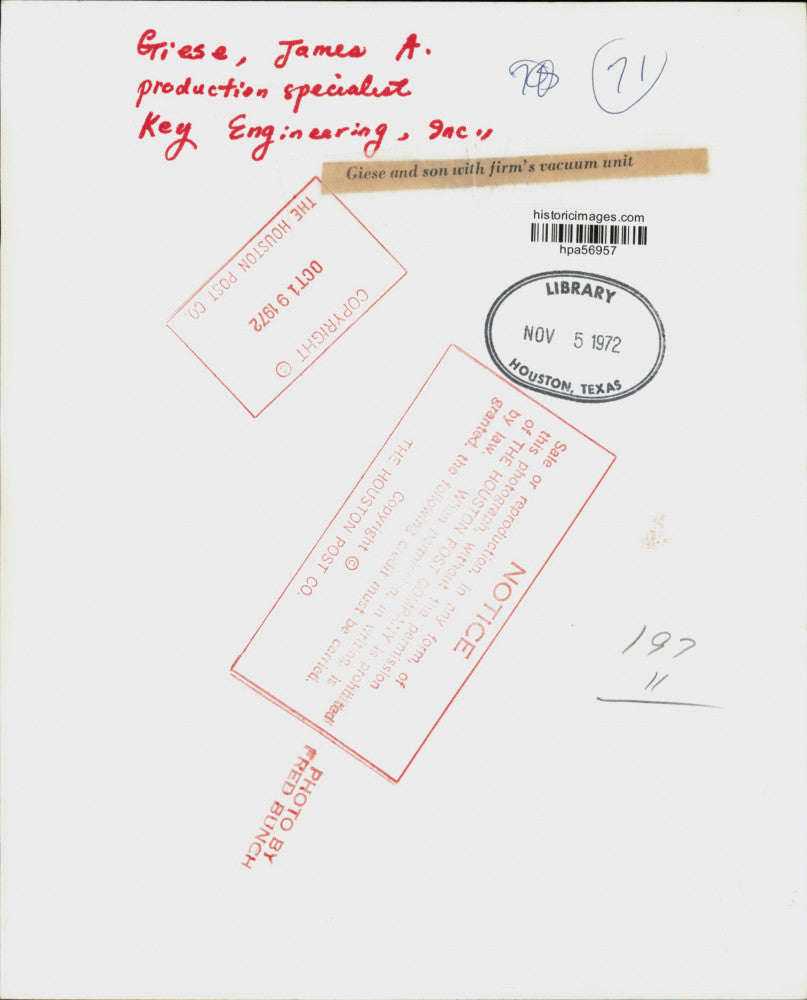 Giese, James A.
production specialist
Key Engineering, Inc.,
71
Giese and son with firm's vacuum unit
historicimages.com
hpa56957
THE HOUSTON POST CO.
OCT 19 1972
COPYRIGHT ©
LIBRARY
NOV 5 1972
HOUSTON, TEXAS
NOTICE
Sale or reproduction, in any form, of
this photograph without the permission
of THE HOUSTON POST COMPANY is prohibited
by law. When permission, in writing, is
granted, the following credit must be carried.
Copyright ©
THE HOUSTON POST CO.
197
11
PHOTO BY
FRED BUNCH